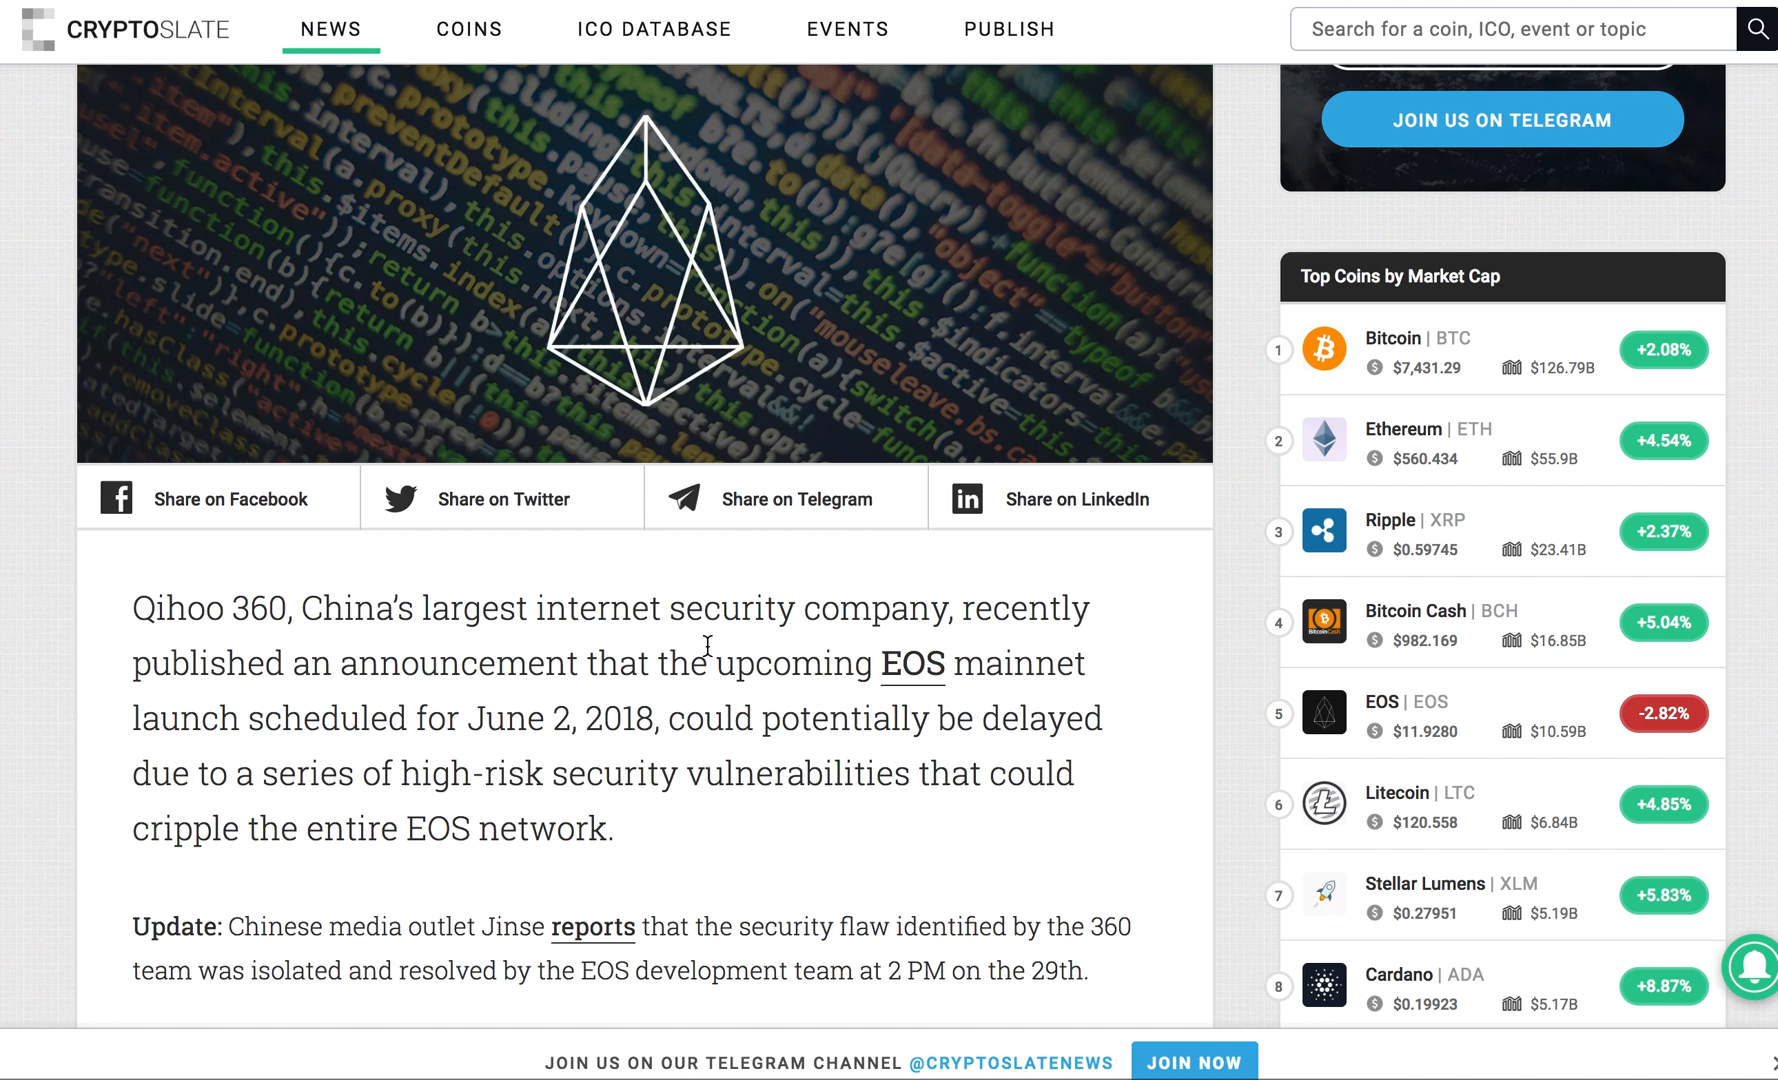 CRYPTOSLATE
NEWS
COINS
ICO DATABASE
EVENTS
PUBLISH
Search for a coin, ICO, event or topic
JOIN US ON TELEGRAM
Share on Facebook
Share on Twitter
Share on Telegram
Share on LinkedIn
Qihoo 360, China’s largest internet security company, recently
published an announcement that the upcoming EOS mainnet
launch scheduled for June 2, 2018, could potentially be delayed
due to a series of high-risk security vulnerabilities that could
cripple the entire EOS network.
Update: Chinese media outlet Jinse reports that the security flaw identified by the 360
team was isolated and resolved by the EOS development team at 2 PM on the 29th.
Top Coins by Market Cap
1 Bitcoin | BTC +2.08%
$7,431.29 $126.79B
2 Ethereum | ETH +4.54%
$560.434 $55.9B
3 Ripple | XRP +2.37%
$0.59745 $23.41B
4 Bitcoin Cash | BCH +5.04%
$982.169 $16.85B
5 EOS | EOS -2.82%
$11.9280 $10.59B
6 Litecoin | LTC +4.85%
$120.558 $6.84B
7 Stellar Lumens | XLM +5.83%
$0.27951 $5.19B
8 Cardano | ADA +8.87%
$0.19923 $5.17B
JOIN US ON OUR TELEGRAM CHANNEL @CRYPTOSLATENEWS JOIN NOW